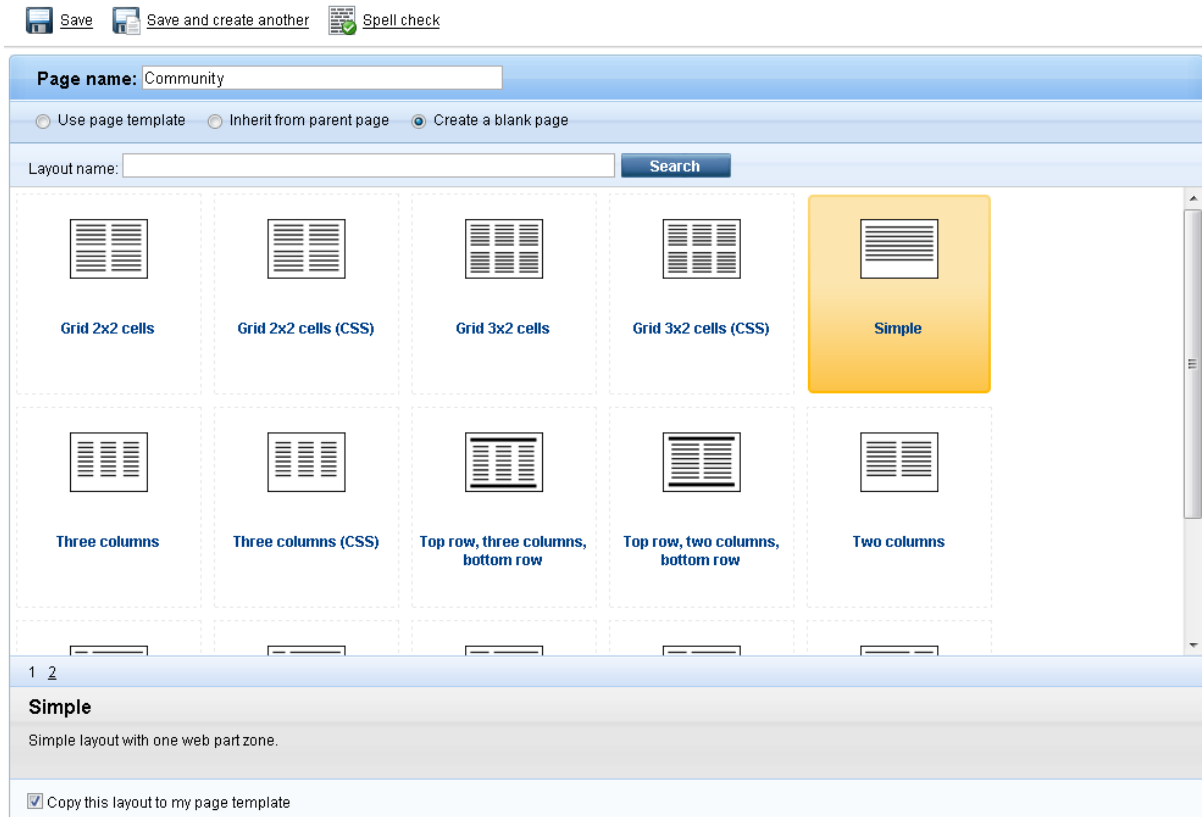 Save Save and create another Spell check
Page name: Community
Use page template Inherit from parent page Create a blank page
Layout name: Search
Grid 2x2 cells Grid 2x2 cells (CSS) Grid 3x2 cells Grid 3x2 cells (CSS) Simple
Three columns Three columns (CSS) Top row, three columns, Top row, two columns, Two columns
bottom row bottom row
1 2
Simple
Simple layout with one web part zone.
Copy this layout to my page template